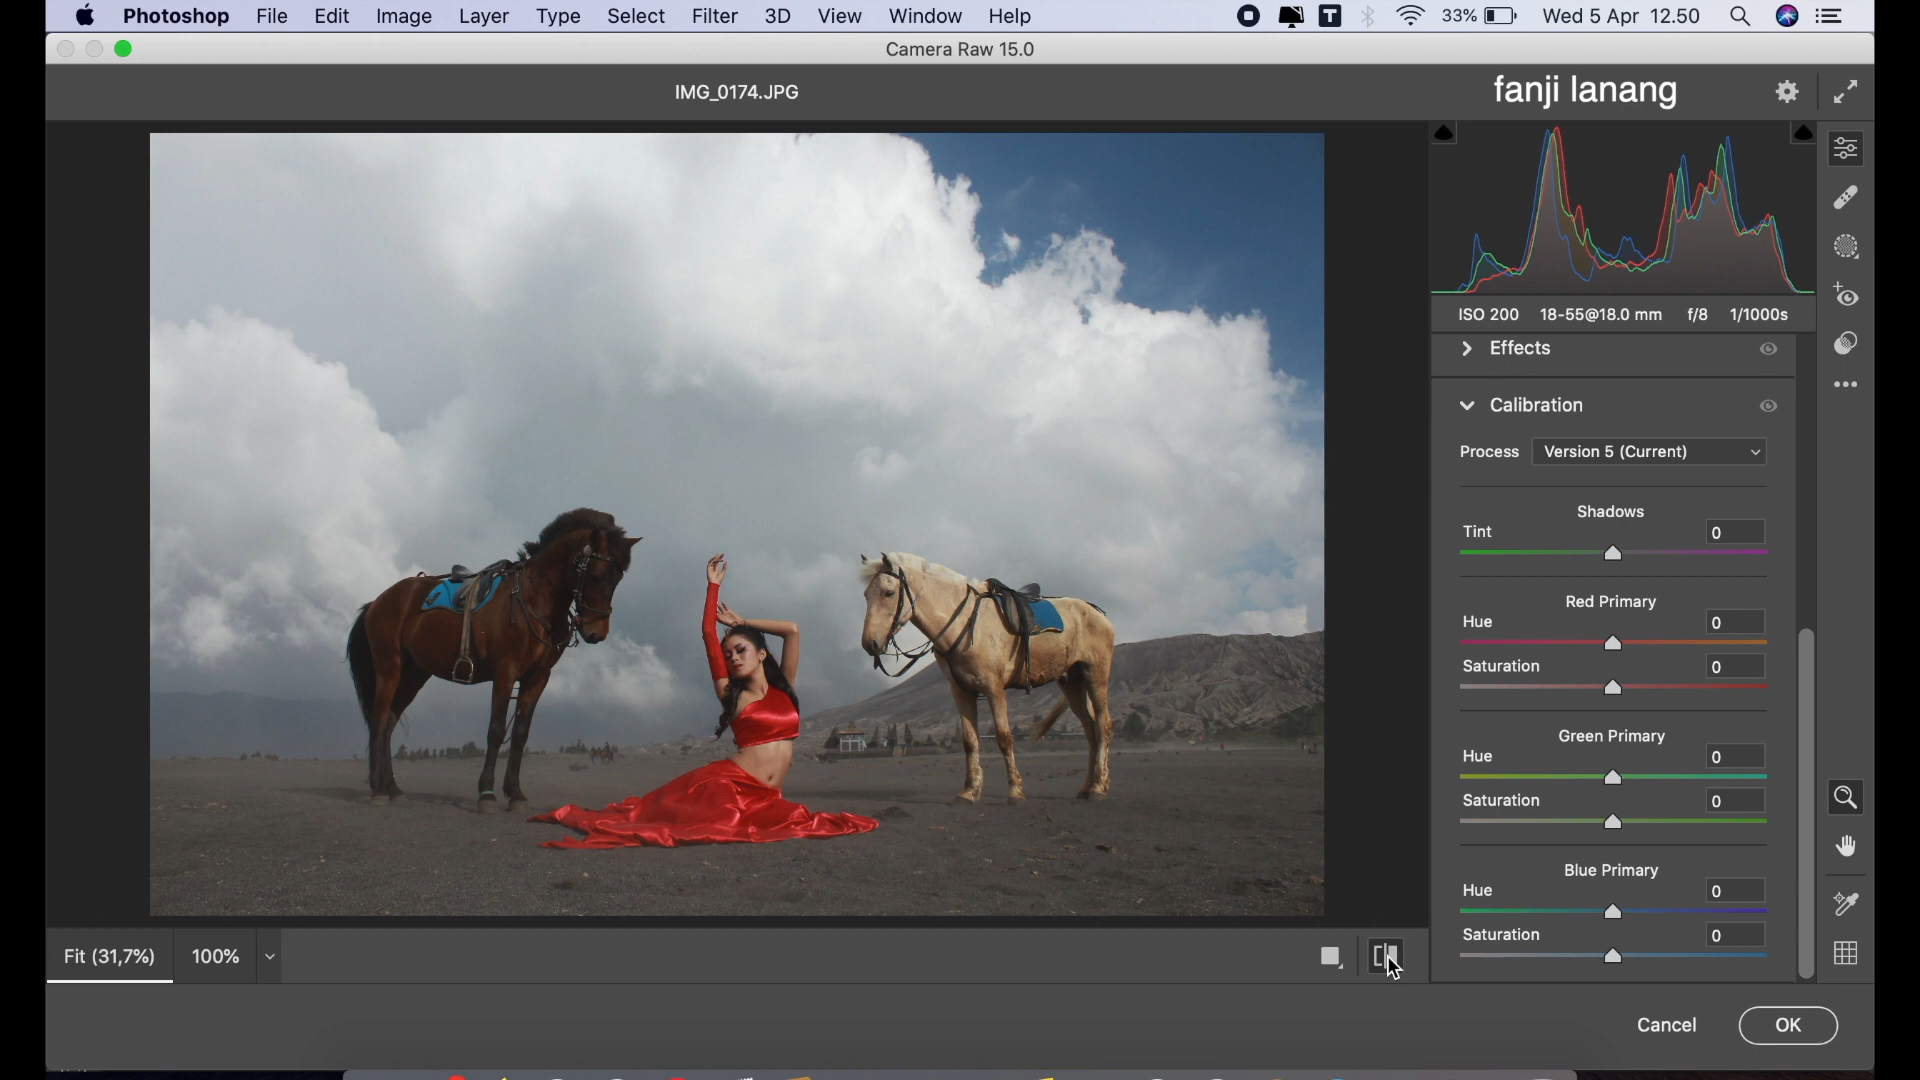 Photoshop File Edit Image Layer Type Select Filter 3D View Window Help T 33% Wed 5 Apr 12.50
Camera Raw 15.0
IMG_0174.JPG
fanji lanang
ISO 200 18-55@18.0 mm f/8 1/1000s
Effects
Calibration
Process Version 5 (Current)
Shadows
Tint 0
Red Primary
Hue 0
Saturation 0
Green Primary
Hue 0
Saturation 0
Blue Primary
Hue 0
Saturation 0
Fit (31,7%) 100%
Cancel OK